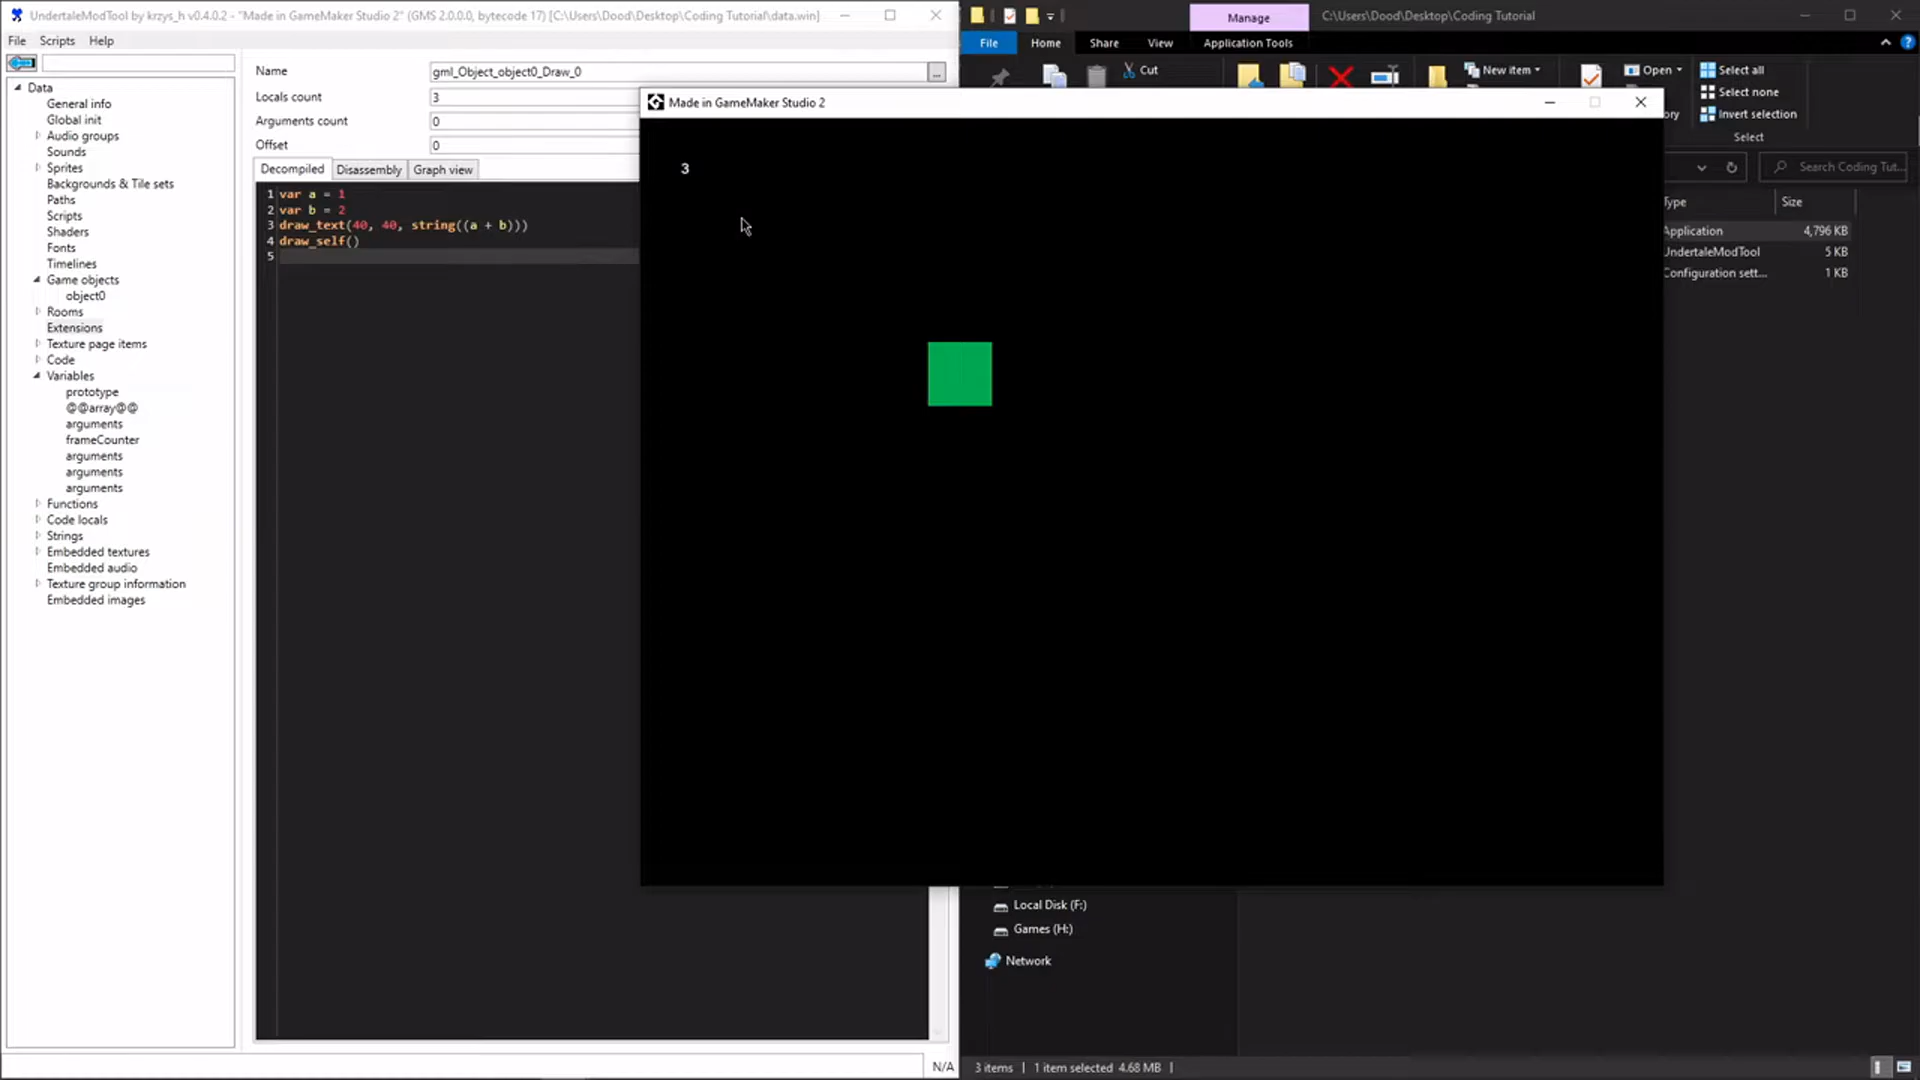 UndertaleModTool by krzys_h v0.4.0.2 - "Made in GameMaker Studio 2" (GMS 2.0.0.0, bytecode 17) [C:\Users\Dood\Desktop\Coding Tutorial\data.win]
File Scripts Help
Data
General info
Global init
Audio groups
Sounds
Sprites
Backgrounds & Tile sets
Paths
Scripts
Shaders
Fonts
Timelines
Game objects
object0
Rooms
Extensions
Texture page items
Code
Variables
prototype
@@array@@
arguments
frameCounter
arguments
arguments
arguments
Functions
Code locals
Strings
Embedded textures
Embedded audio
Texture group information
Embedded images
Name gml_Object_object0_Draw_0 ...
Locals count 3
Arguments count 0
Offset 0
Decompiled Disassembly Graph view
1 var a = 1
2 var b = 2
3 draw_text(40, 40, string((a + b)))
4 draw_self()
5
N/A
Made in GameMaker Studio 2
3
Manage C:\Users\Dood\Desktop\Coding Tutorial
File Home Share View Application Tools
Cut New item Open Select all
Select none
ory Invert selection
Select
Search Coding Tut...
Type Size
Application 4,796 KB
UndertaleModTool 5 KB
Configuration sett... 1 KB
Local Disk (F:)
Games (H:)
Network
3 items 1 item selected 4.68 MB